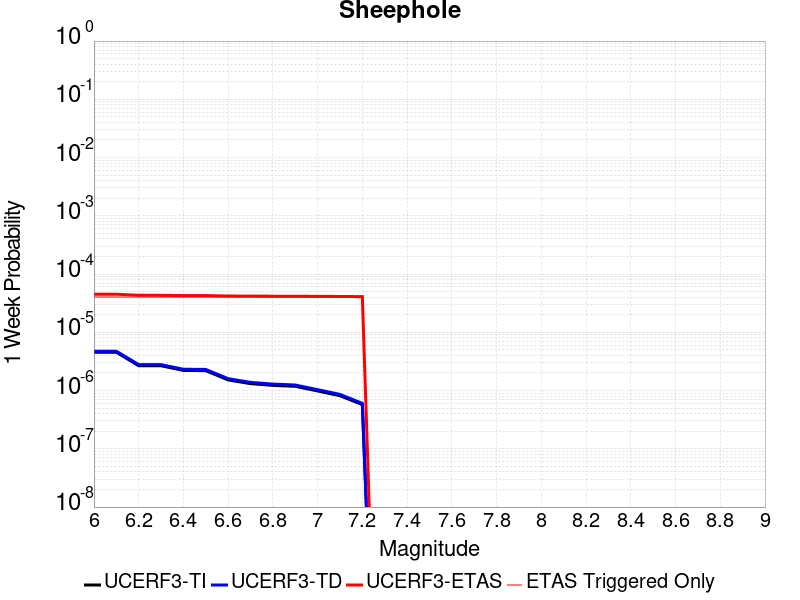 Sheephole
10^0
10^-1
10^-2
10^-3
10^-4
10^-5
10^-6
10^-7
10^-8
1 Week Probability
6 6.2 6.4 6.6 6.8 7 7.2 7.4 7.6 7.8 8 8.2 8.4 8.6 8.8 9
Magnitude
UCERF3-TI UCERF3-TD UCERF3-ETAS ETAS Triggered Only